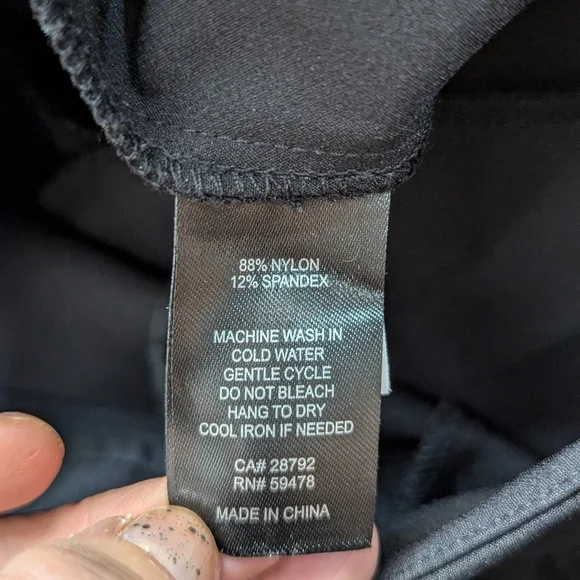 88% NYLON
12% SPANDEX
MACHINE WASH IN
COLD WATER
GENTLE CYCLE
DO NOT BLEACH
HANG TO DRY
COOL IRON IF NEEDED
CA# 28792
RN# 59478
MADE IN CHINA